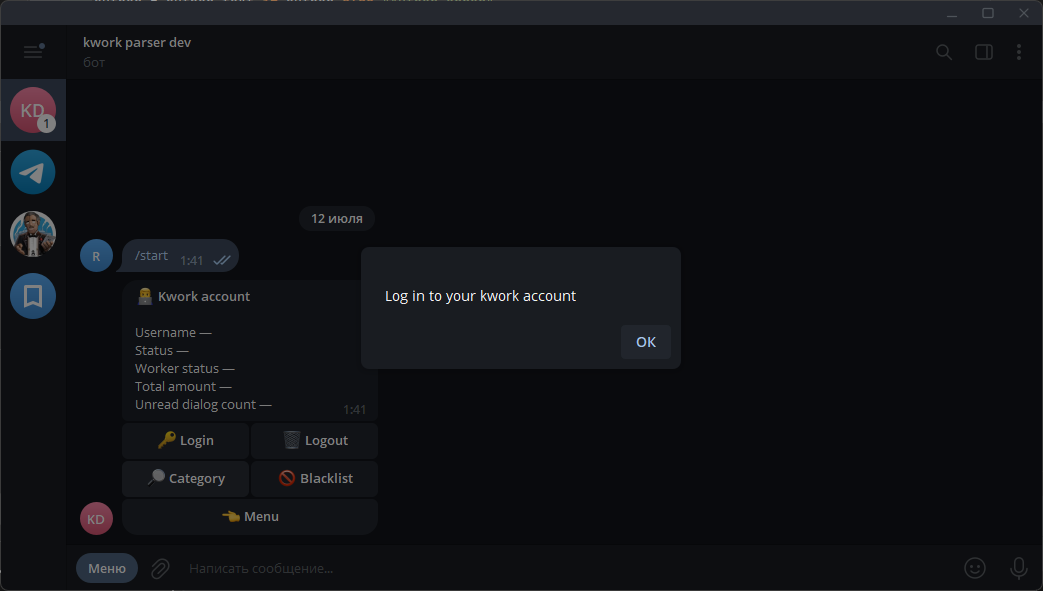 kwork parser dev
бот
KD
1
12 июля
R
/start 1:41
Kwork account
Username —
Status —
Worker status —
Total amount —
Unread dialog count —
1:41
Log in to your kwork account
OK
Login
Logout
Category
Blacklist
Menu
KD
Меню
Написать сообщение...